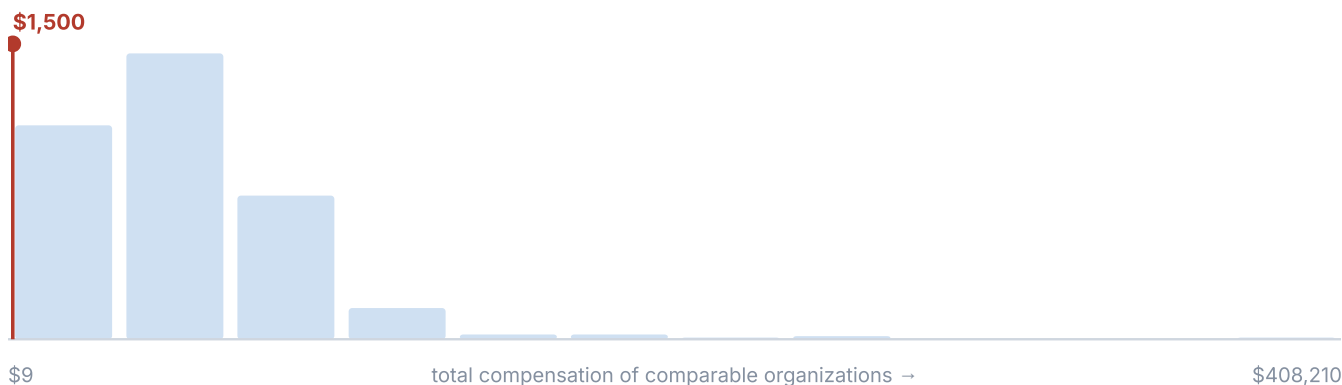 $1,500
$9 total compensation of comparable organizations → $408,210